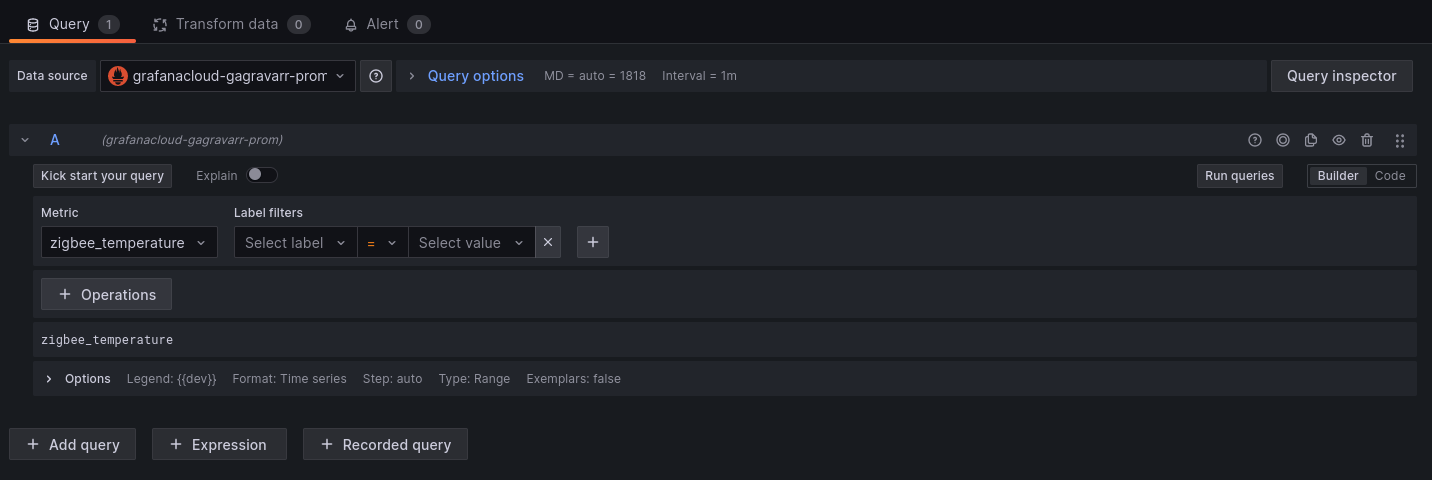 Query 1 Transform data 0 Alert 0
Data source grafanacloud-gagravarr-prom Query options MD = auto = 1818 Interval = 1m Query inspector
A (grafanacloud-gagravarr-prom)
Kick start your query Explain Run queries Builder Code
Metric Label filters
zigbee_temperature Select label = Select value
+ Operations
zigbee_temperature
Options Legend: {{dev}} Format: Time series Step: auto Type: Range Exemplars: false
+ Add query + Expression + Recorded query